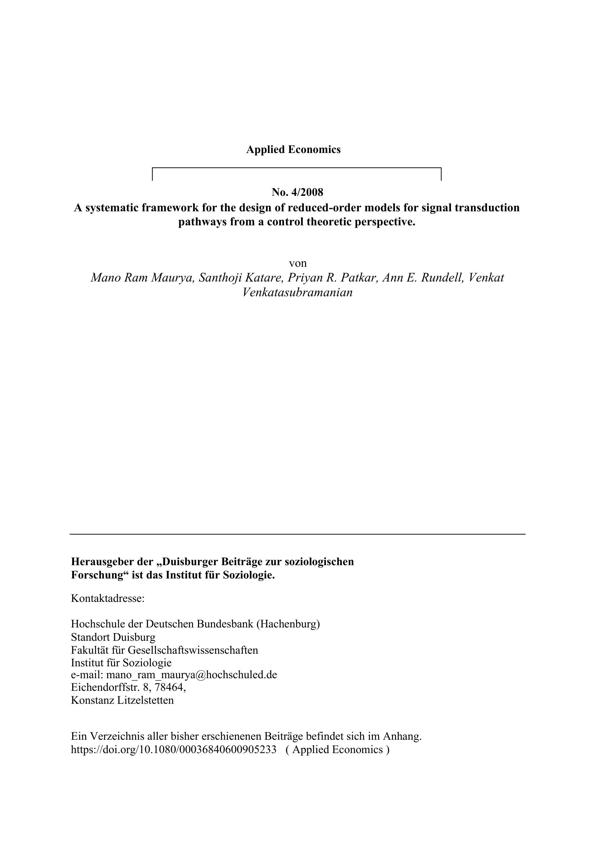 Applied Economics
No. 4/2008
A systematic framework for the design of reduced-order models for signal transduction
pathways from a control theoretic perspective.
von
Mano Ram Maurya, Santhoji Katare, Priyan R. Patkar, Ann E. Rundell, Venkat
Venkatasubramanian
Herausgeber der „Duisburger Beiträge zur soziologischen
Forschung“ ist das Institut für Soziologie.
Kontaktadresse:
Hochschule der Deutschen Bundesbank (Hachenburg)
Standort Duisburg
Fakultät für Gesellschaftswissenschaften
Institut für Soziologie
e-mail: mano_ram_maurya@hochschuled.de
Eichendorffstr. 8, 78464,
Konstanz Litzelstetten
Ein Verzeichnis aller bisher erschienenen Beiträge befindet sich im Anhang.
https://doi.org/10.1080/00036840600905233 ( Applied Economics )